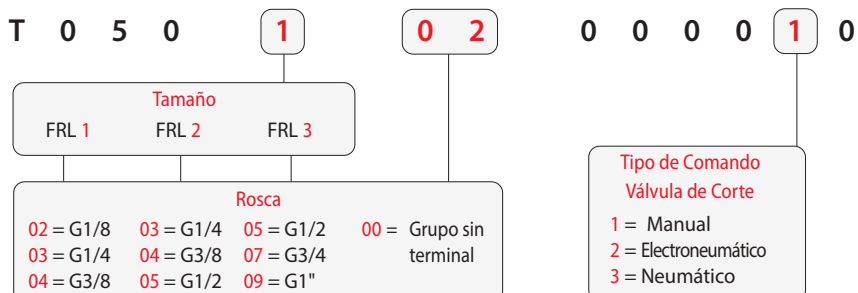 T 0 5 0 1 0 2 0 0 0 0 1 0
Tamaño
FRL 1 FRL 2 FRL 3
Rosca
02 = G1/8 03 = G1/4 05 = G1/2 00 = Grupo sin
03 = G1/4 04 = G3/8 07 = G3/4 terminal
04 = G3/8 05 = G1/2 09 = G1"
Tipo de Comando
Válvula de Corte
1 = Manual
2 = Electroneumático
3 = Neumático